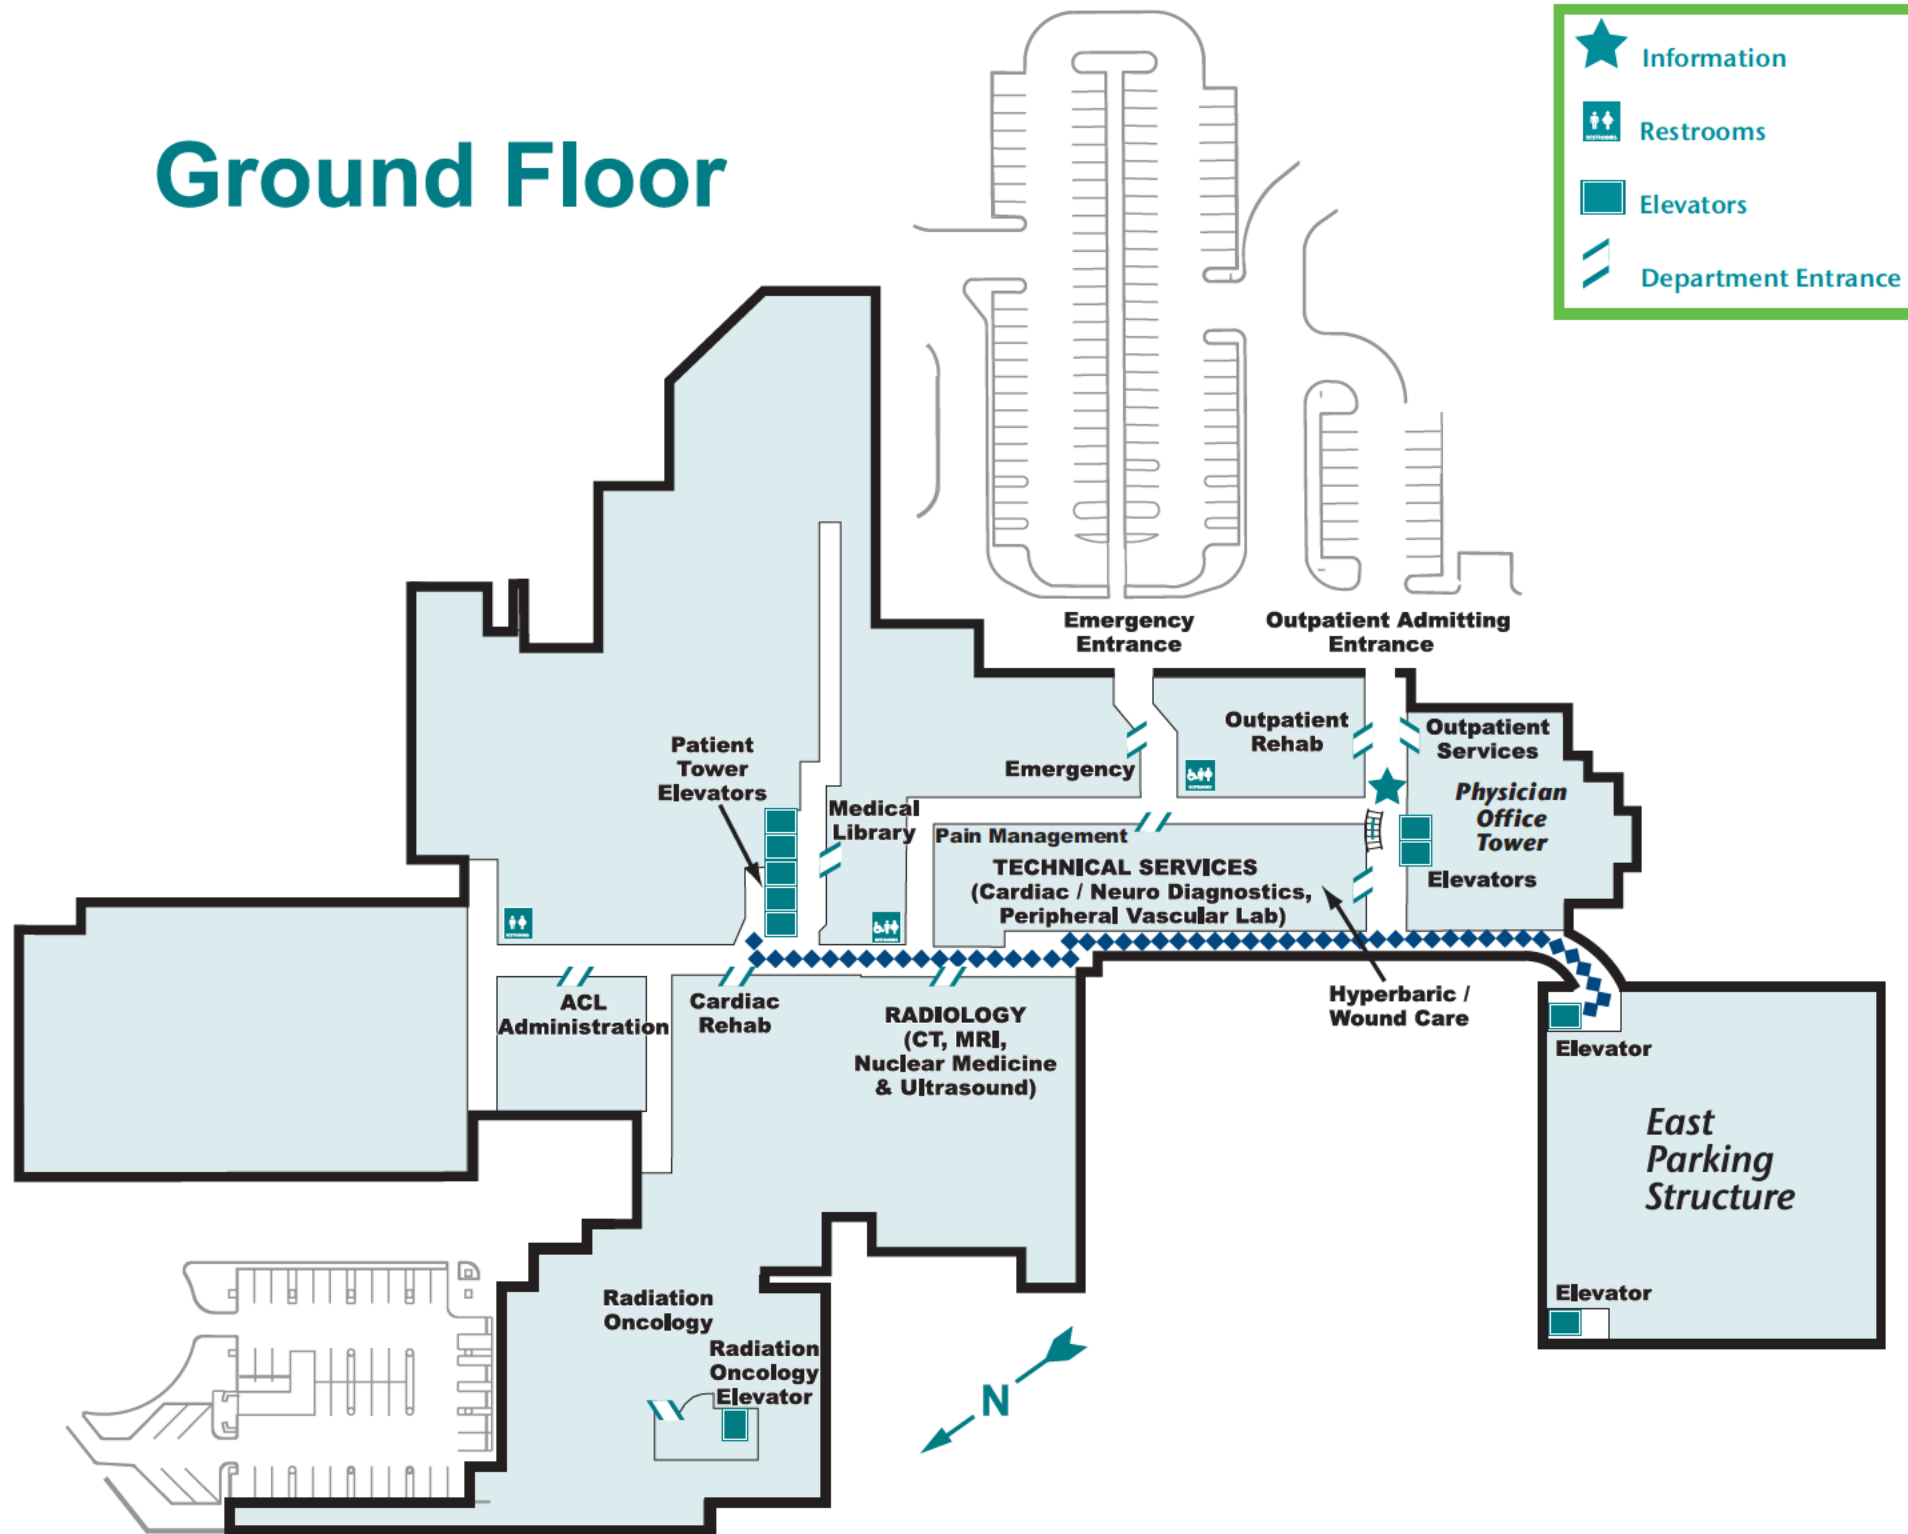 Ground Floor
Information
RESTROOMS
Restrooms
Elevators
Department Entrance
Emergency
Entrance
Outpatient Admitting
Entrance
Patient
Tower
Elevators
Outpatient
Rehab
Outpatient
Services
Emergency
Physician
Office
Tower
Medical
Library
Pain Management
TECHNICAL SERVICES
(Cardiac / Neuro Diagnostics,
Peripheral Vascular Lab)
Elevators
ACL
Administration
Cardiac
Rehab
RADIOLOGY
(CT, MRI,
Nuclear Medicine
& Ultrasound)
Hyperbaric /
Wound Care
Elevator
East
Parking
Structure
Elevator
Radiation
Oncology
Radiation
Oncology
Elevator
N